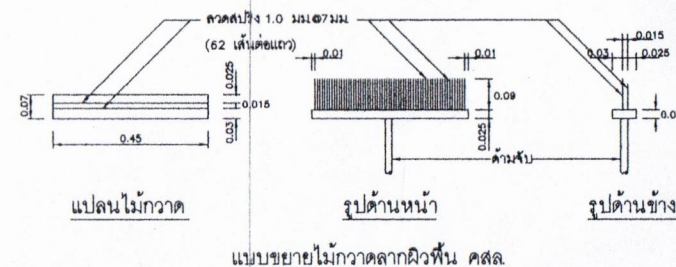 ลวดสปริง 1.0 มม.@7มม.
(62 เส้นต่อแถว)
0.015
0.03
0.025
0.01
0.01
0.07
0.025
0.015
0.03
0.09
0.025
0.45
ด้ามจับ
แปลนไม้กวาด
รูปด้านหน้า
รูปด้านข้าง
แบบขยายไม้กวาดลากผิวพื้น คสล.